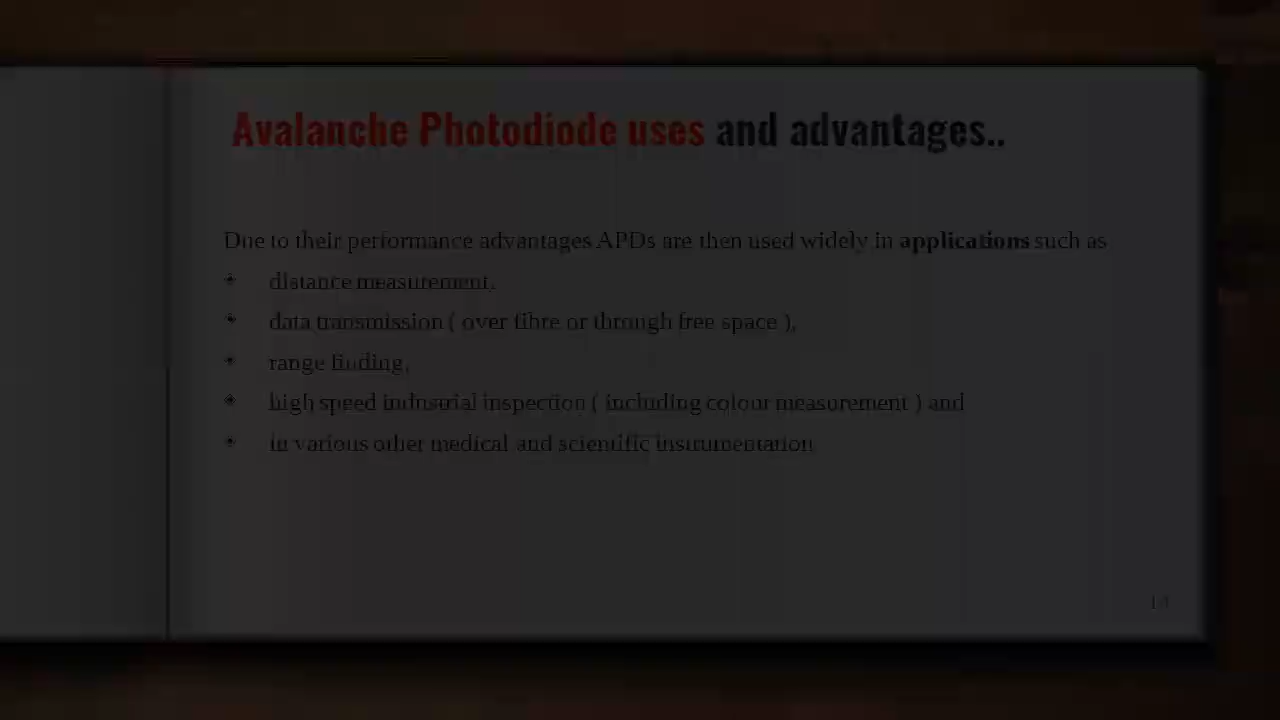 Avalanche Photodiode uses and advantages..
Due to their performance advantages APDs are then used widely in applications such as
distance measurement,
data transmission ( over fibre or through free space ),
range finding,
high speed industrial inspection ( including colour measurement ) and
in various other medical and scientific instrumentation